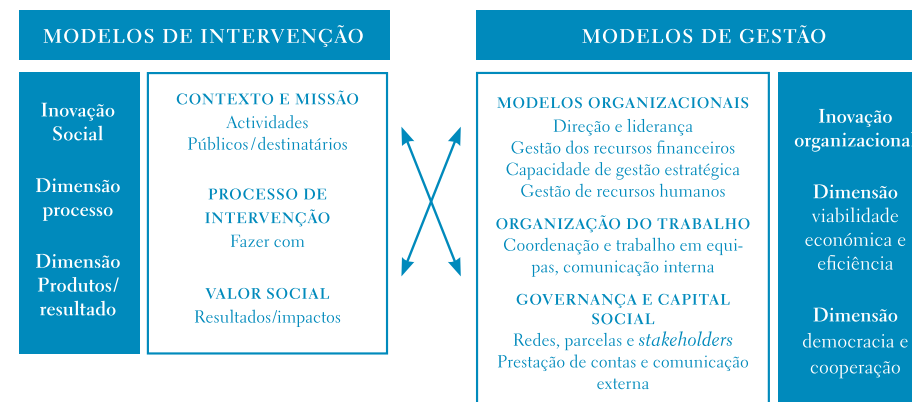 MODELOS DE INTERVENÇÃO
Inovação
Social
Dimensão
processo
Dimensão
Produtos/
resultado
CONTEXTO E MISSÃO
Actividades
Públicos/destinatários
PROCESSO DE
INTERVENÇÃO
Fazer com
VALOR SOCIAL
Resultados/impactos
MODELOS DE GESTÃO
MODELOS ORGANIZACIONAIS
Direção e liderança
Gestão dos recursos financeiros
Capacidade de gestão estratégica
Gestão de recursos humanos
ORGANIZAÇÃO DO TRABALHO
Coordenação e trabalho em equi-
pas, comunicação interna
GOVERNANÇA E CAPITAL
SOCIAL
Redes, parcelas e stakeholders
Prestação de contas e comunicação
externa
Inovação
organizacional
Dimensão
viabilidade
económica e
eficiência
Dimensão
democracia e
cooperação